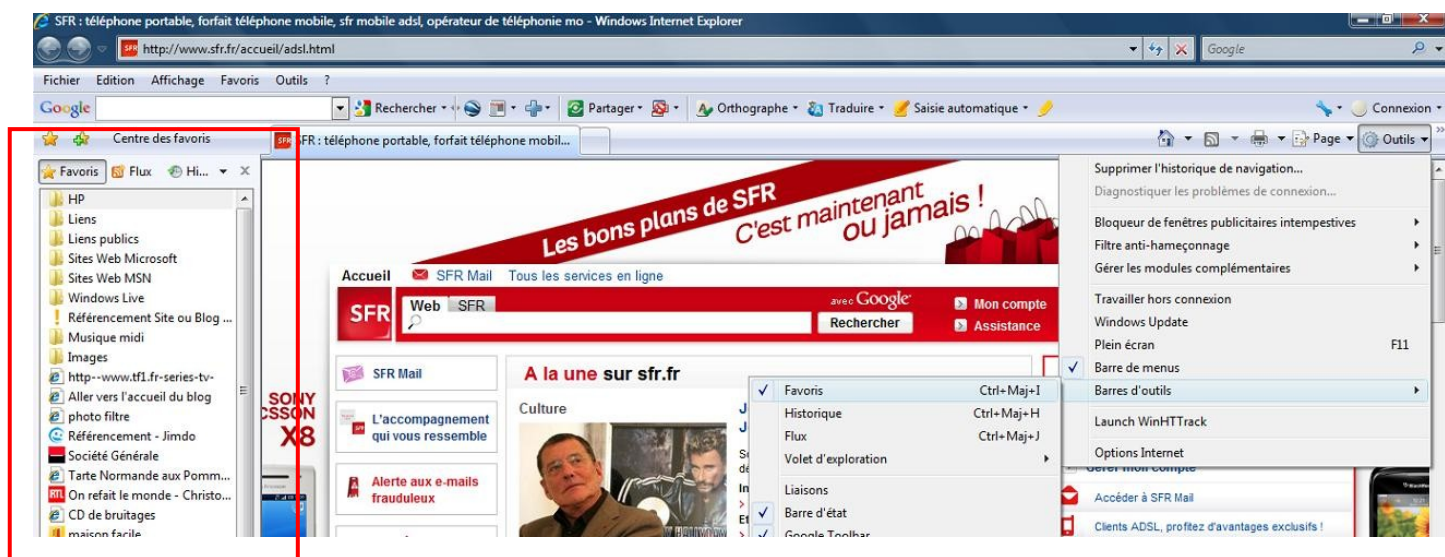 SFR : téléphone portable, forfait téléphone mobile, sfr mobile adsl, opérateur de téléphonie mo - Windows Internet Explorer
http://www.sfr.fr/accueil/adsl.html
Google
Fichier Edition Affichage Favoris Outils ?
Google Rechercher Partager Orthographe Traduire Saisie automatique Connexion
Centre des favoris
SFR : téléphone portable, forfait téléphone mobil...
Page Outils
Favoris Flux Hi...
HP
Liens
Liens publics
Sites Web Microsoft
Sites Web MSN
Windows Live
Référencement Site ou Blog ...
Musique midi
Images
http--www.tf1.fr-series-tv-
Aller vers l'accueil du blog
photo filtre
Référencement - Jimdo
Société Générale
Tarte Normande aux Pomm...
RTL On refait le monde - Christo...
CD de bruitages
maison facile
Les bons plans de SFR
C'est maintenant
ou jamais !
Accueil SFR Mail Tous les services en ligne
SFR
Web SFR
avec Google
Rechercher
Mon compte
Assistance
SONY
X8
SFR Mail
L'accompagnement
qui vous ressemble
Alerte aux e-mails
frauduleux
A la une sur sfr.fr
Culture
Supprimer l'historique de navigation...
Diagnostiquer les problèmes de connexion...
Bloqueur de fenêtres publicitaires intempestives
Filtre anti-hameçonnage
Gérer les modules complémentaires
Travailler hors connexion
Windows Update
Plein écran F11
Barre de menus
Barres d'outils
Launch WinHTTrack
Options Internet
Favoris Ctrl+Maj+I
Historique Ctrl+Maj+H
Flux Ctrl+Maj+J
Volet d'exploration
Liaisons
Barre d'état
Google Toolbar
Gérer mon compte
Accéder à SFR Mail
Clients ADSL, profitez d'avantages exclusifs !